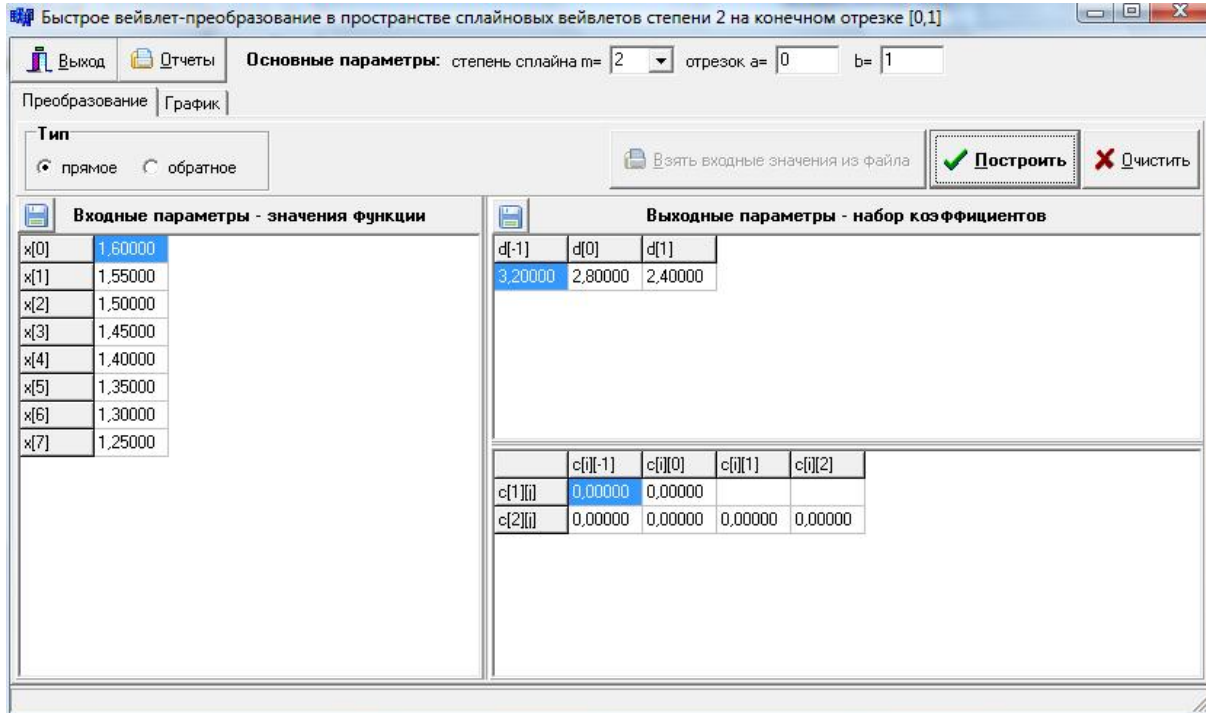 Быстрое вейвлет-преобразование в пространстве сплайновых вейвлетов степени 2 на конечном отрезке [0,1]
Выход Отчеты Основные параметры: степень сплайна m= 2 отрезок a= 0 b= 1
Преобразование График
Тип
прямое обратное
Взять входные значения из файла Построить Очистить
Входные параметры - значения функции
x[0] 1,60000
x[1] 1,55000
x[2] 1,50000
x[3] 1,45000
x[4] 1,40000
x[5] 1,35000
x[6] 1,30000
x[7] 1,25000
Выходные параметры - набор коэффициентов
d[-1] d[0] d[1]
3,20000 2,80000 2,40000
c[i][-1] c[i][0] c[i][1] c[i][2]
c[1][j] 0,00000 0,00000
c[2][j] 0,00000 0,00000 0,00000 0,00000